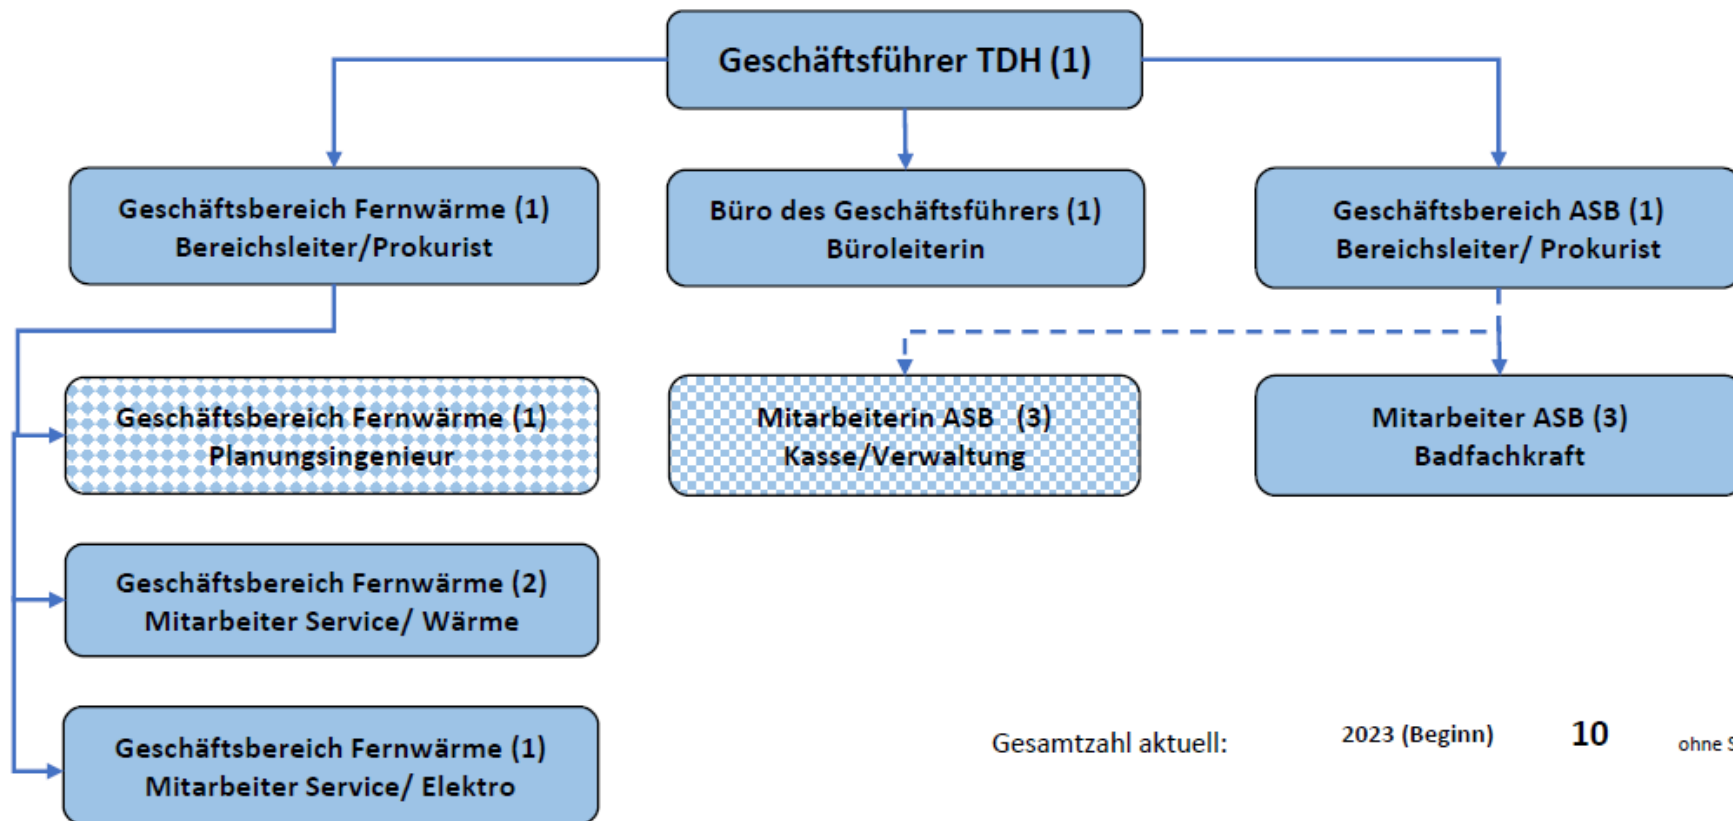 Geschäftsführer TDH (1)
Geschäftsbereich Fernwärme (1)
Bereichsleiter/Prokurist
Büro des Geschäftsführers (1)
Büroleiterin
Geschäftsbereich ASB (1)
Bereichsleiter/ Prokurist
Geschäftsbereich Fernwärme (1)
Planungsingenieur
Mitarbeiterin ASB (3)
Kasse/Verwaltung
Mitarbeiter ASB (3)
Badfachkraft
Geschäftsbereich Fernwärme (2)
Mitarbeiter Service/ Wärme
Geschäftsbereich Fernwärme (1)
Mitarbeiter Service/ Elektro
Gesamtzahl aktuell: 2023 (Beginn) 10 ohne